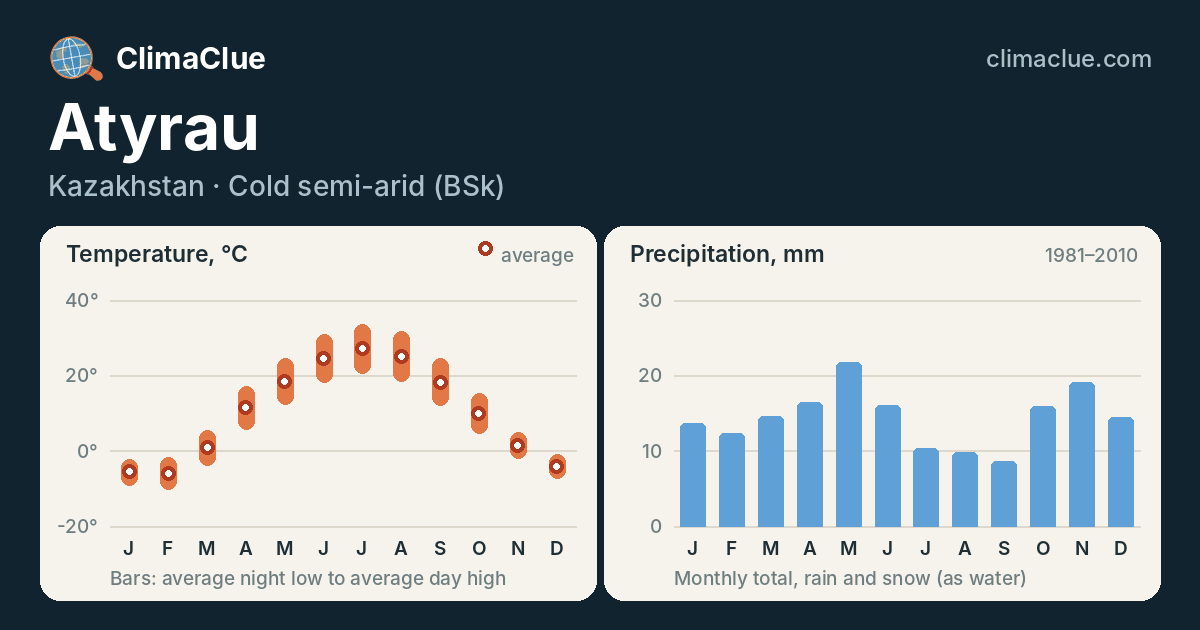 ClimaClue
climaclue.com
Atyrau
Kazakhstan · Cold semi-arid (BSk)
Temperature, °C
average
40°
20°
0°
-20°
J F M A M J J A S O N D
Bars: average night low to average day high
Precipitation, mm
1981–2010
30
20
10
0
J F M A M J J A S O N D
Monthly total, rain and snow (as water)